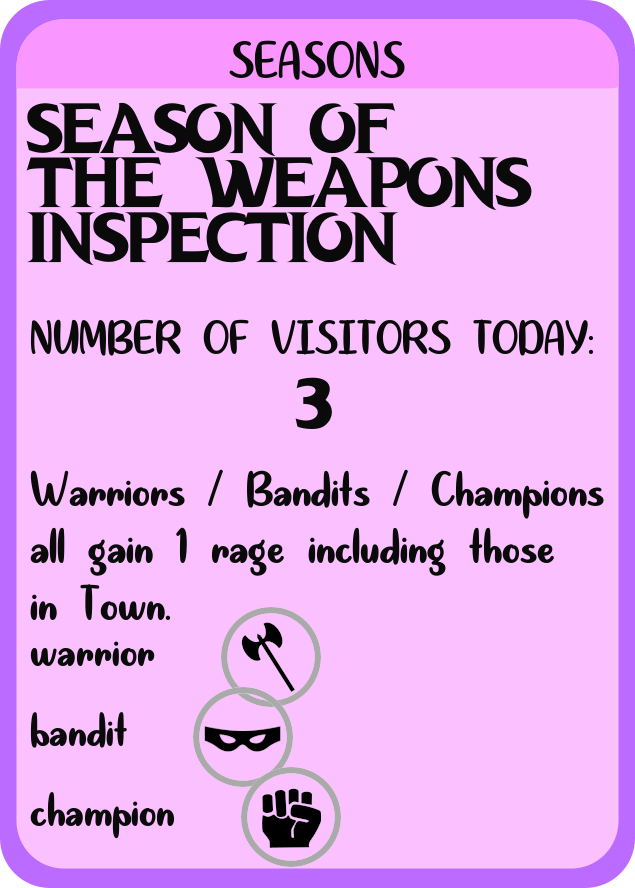 SEASONS
SEASON OF
THE WEAPONS
INSPECTION
NUMBER OF VISITORS TODAY:
3
Warriors / Bandits / Champions
all gain 1 rage including those
in Town.
warrior
bandit
champion